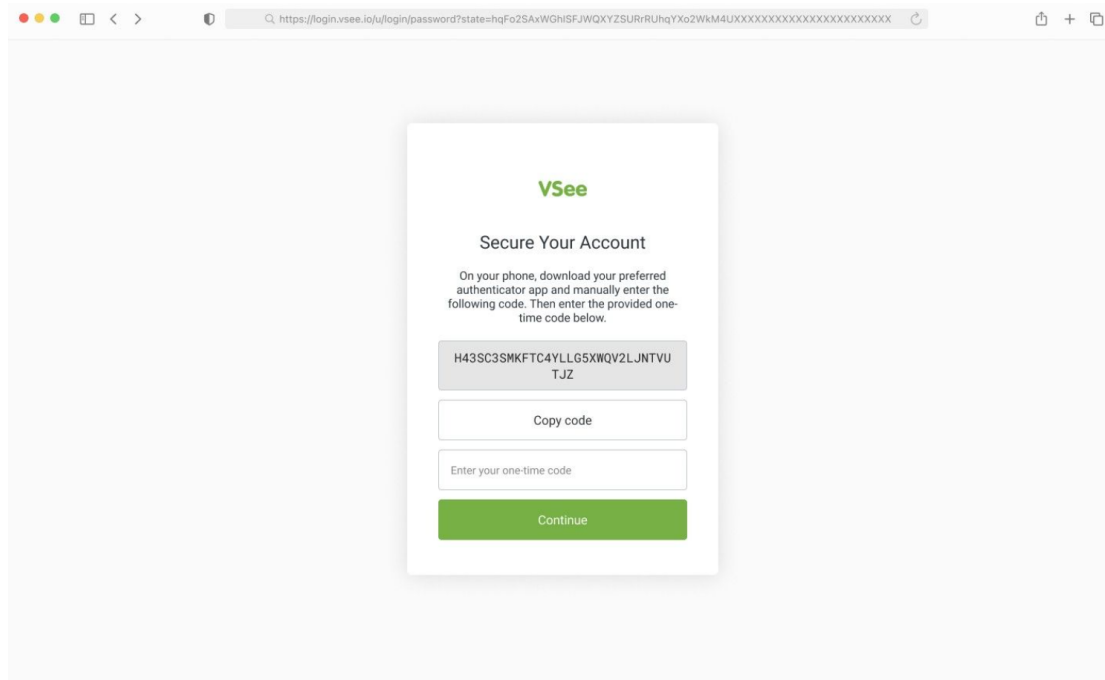 https://login.vsee.io/u/login/password?state=hqFo2SAxWGhlSFJWQXYZSURrRUhqYXo2WkM4UXXXXXXXXXXXXXXXXXXXXXXXX
VSee
Secure Your Account
On your phone, download your preferred
authenticator app and manually enter the
following code. Then enter the provided one-
time code below.
H43SC3SMKFTC4YLLG5XWQV2LJNTVU
TJZ
Copy code
Enter your one-time code
Continue